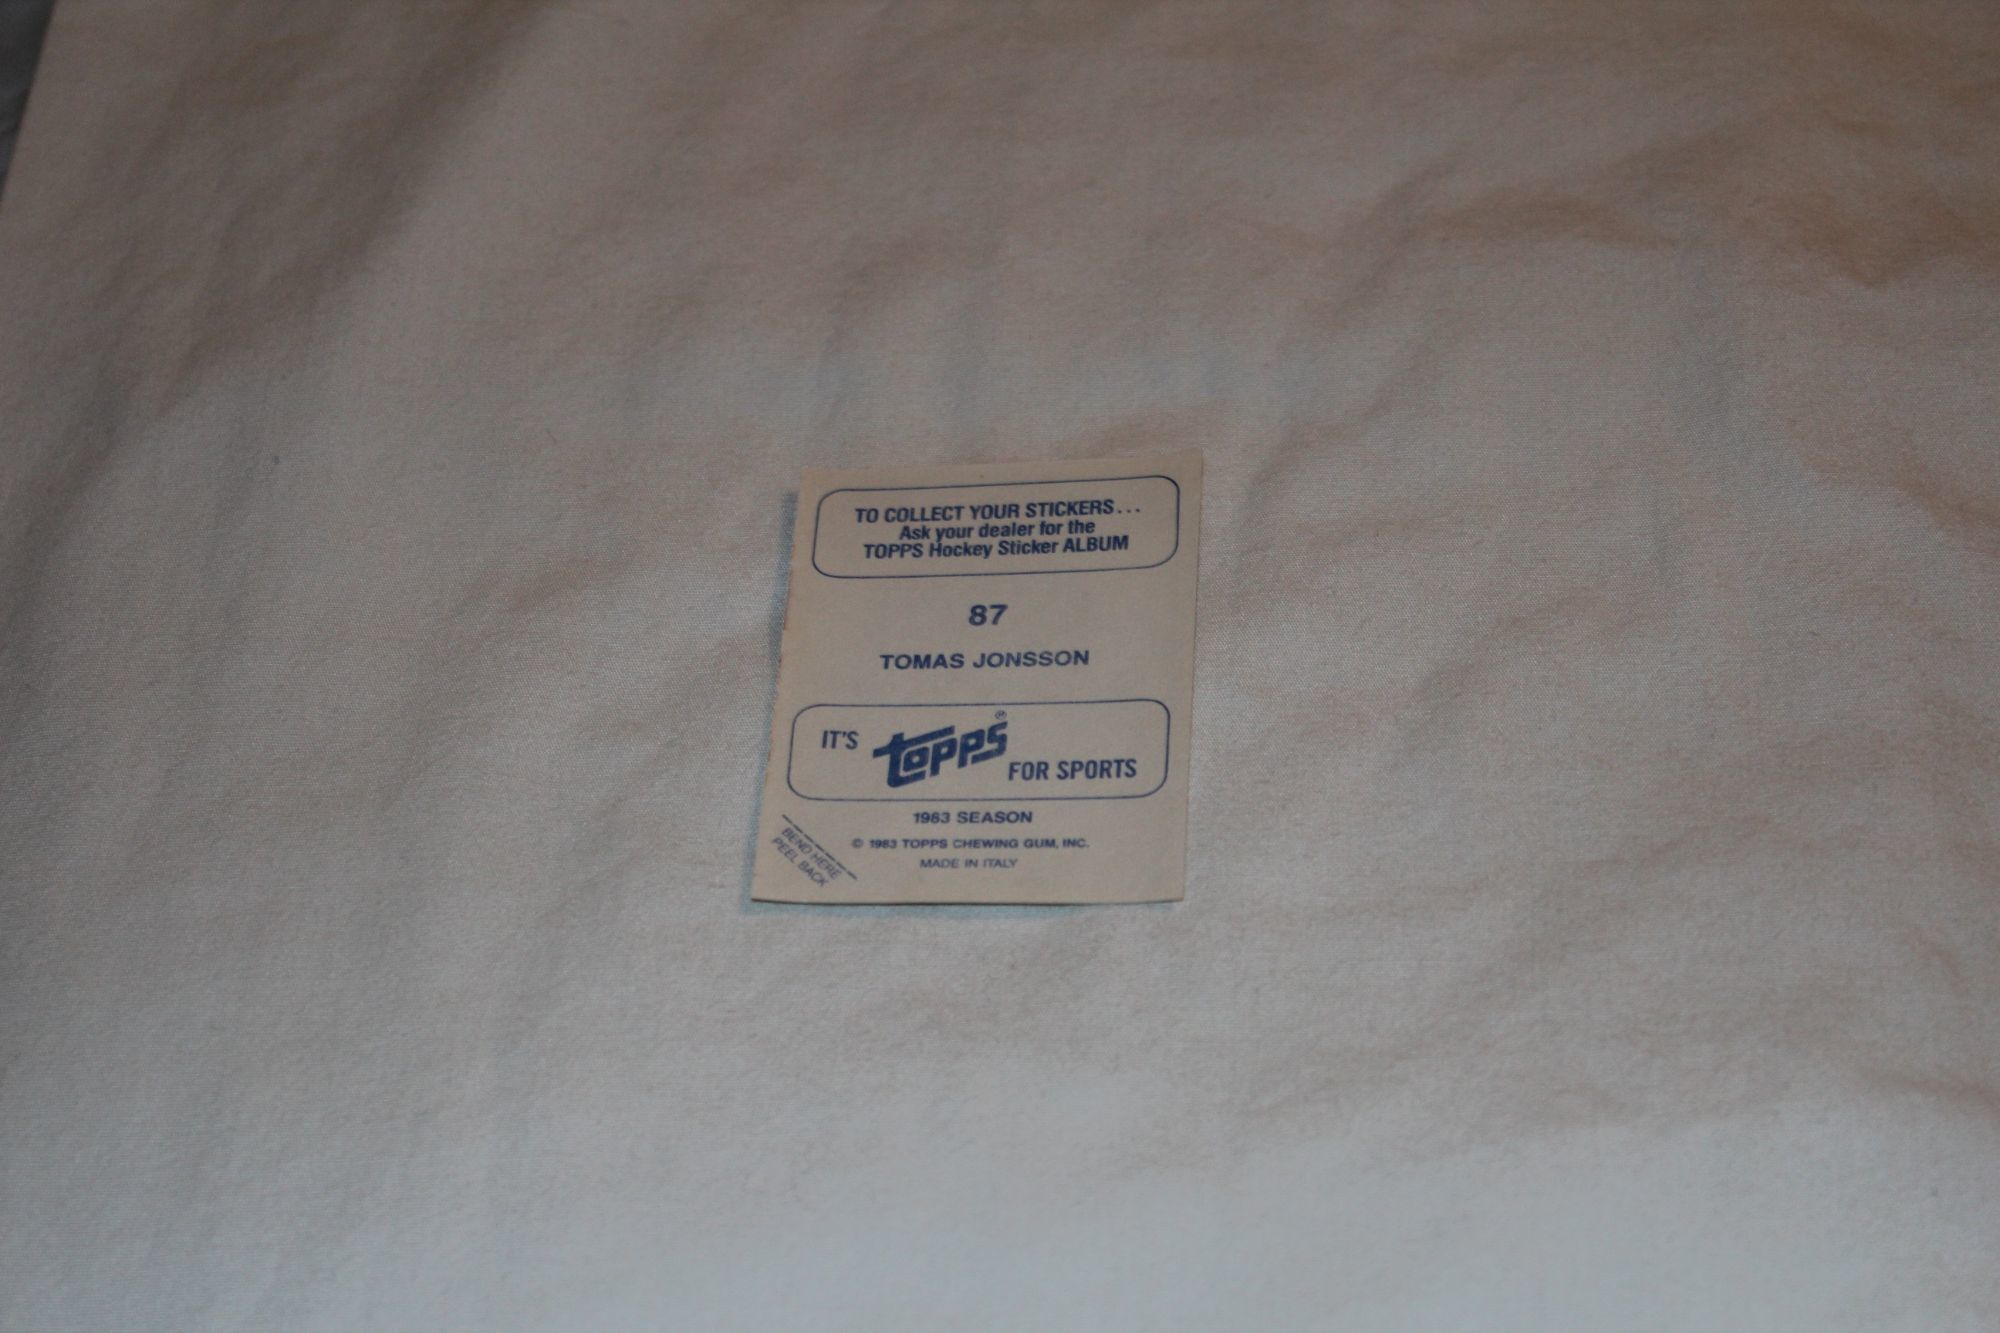 TO COLLECT YOUR STICKERS...
Ask your dealer for the
TOPPS Hockey Sticker ALBUM
87
TOMAS JONSSON
IT'S topps® FOR SPORTS
1983 SEASON
© 1983 TOPPS CHEWING GUM, INC.
MADE IN ITALY
BEND HERE
PEEL BACK